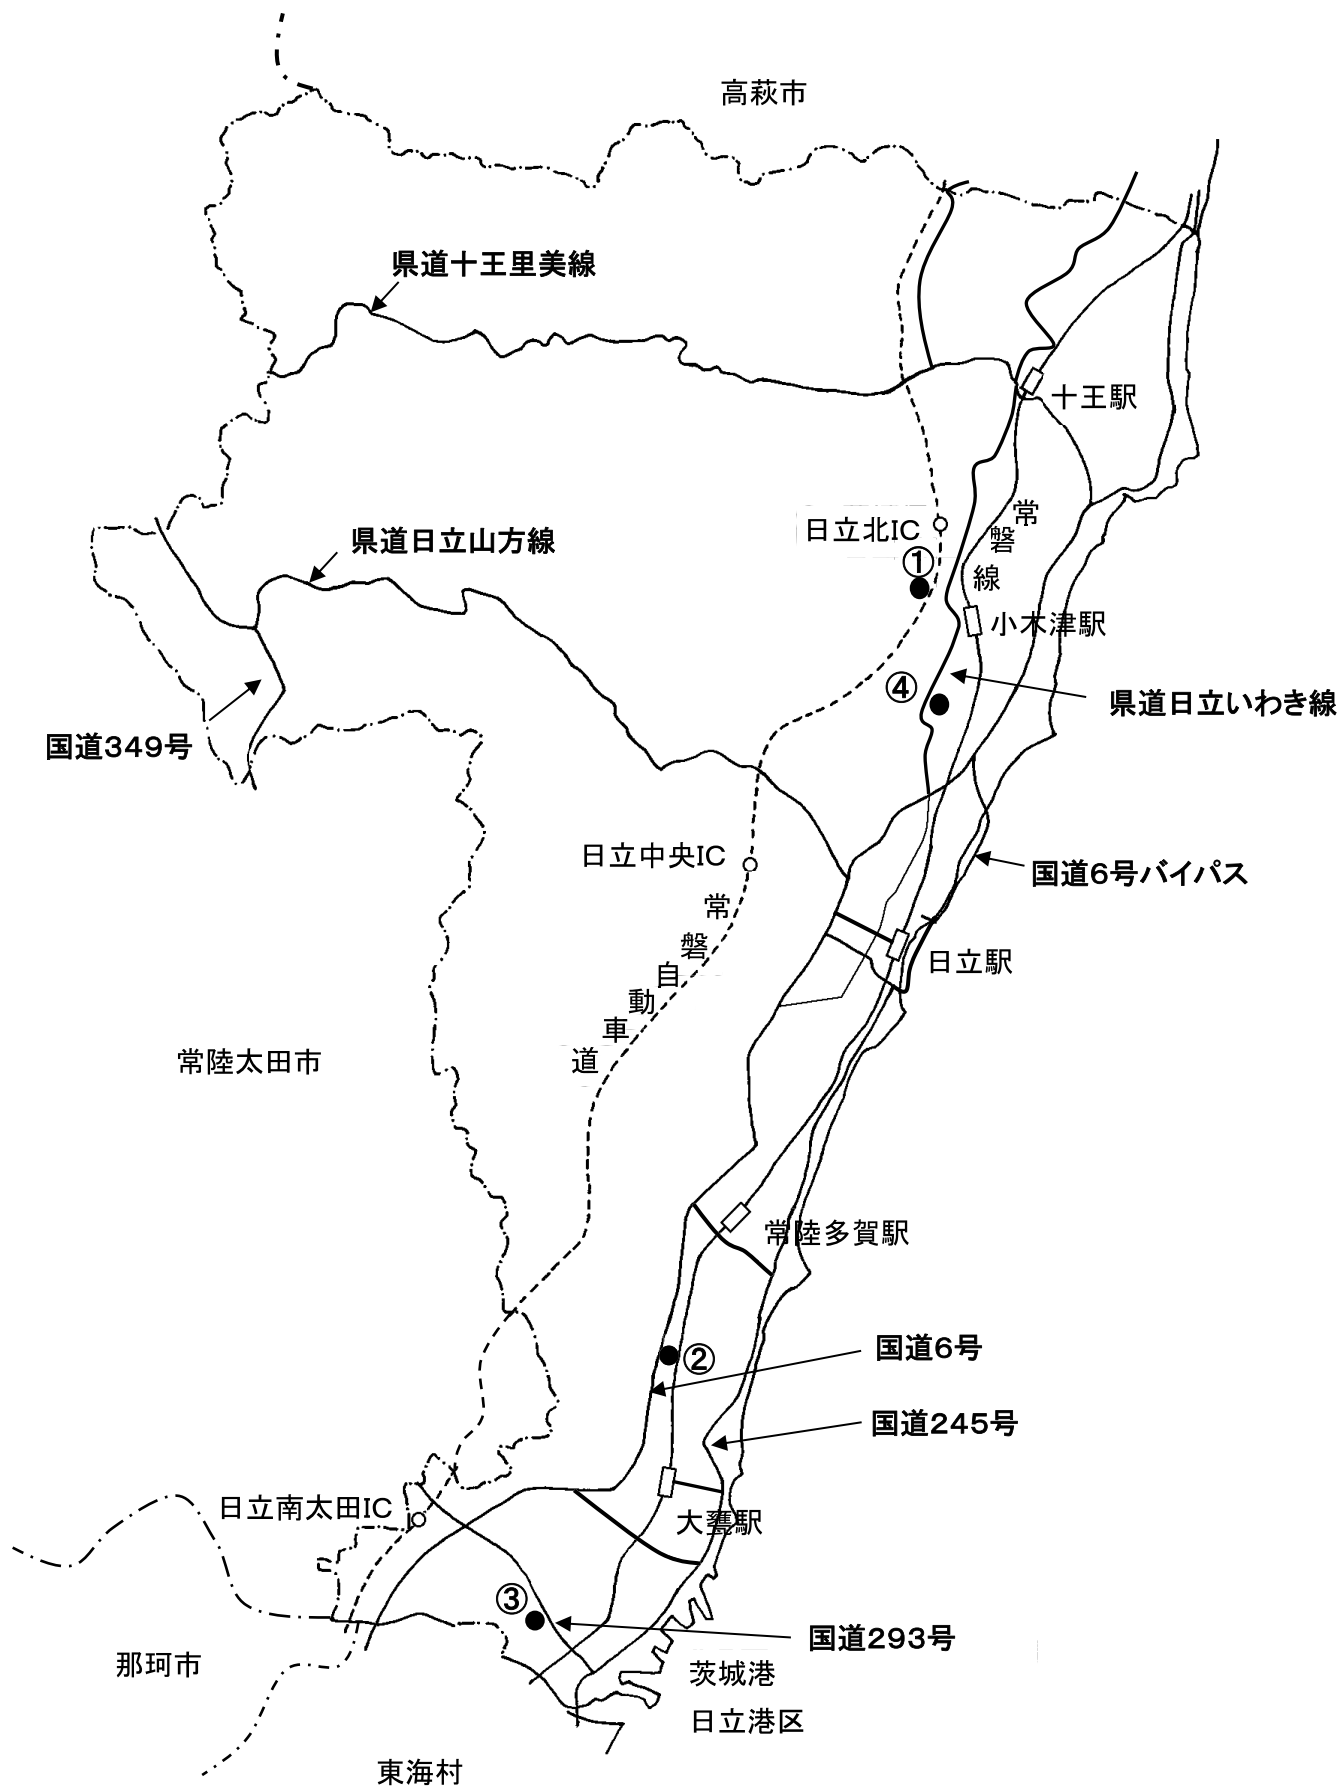 高萩市
県道十王里美線
十王駅
日立北IC
常磐線
県道日立山方線
①
小木津駅
④
県道日立いわき線
国道349号
日立中央IC
国道6号バイパス
常磐自動車道
日立駅
常陸太田市
常陸多賀駅
国道6号
②
国道245号
日立南太田IC
大甕駅
③
国道293号
那珂市
茨城港
日立港区
東海村